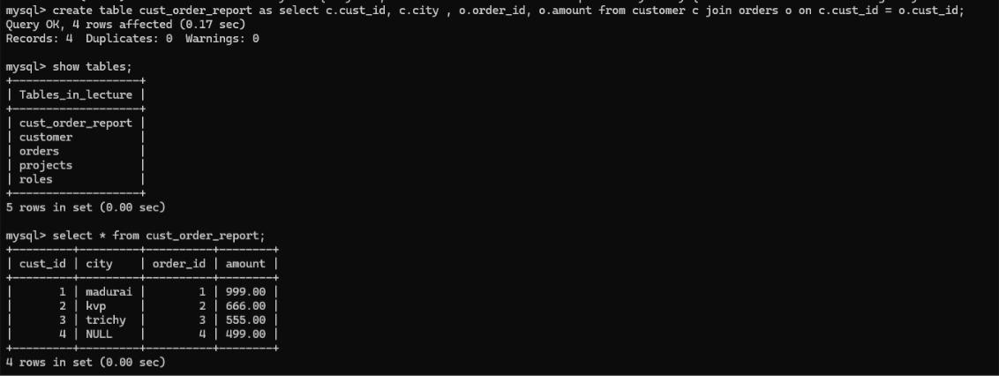 mysql> create table cust_order_report as select c.cust_id, c.city , o.order_id, o.amount from customer c join orders o on c.cust_id = o.cust_id;
Query OK, 4 rows affected (0.17 sec)
Records: 4  Duplicates: 0  Warnings: 0

mysql> show tables;
+-------------------+
| Tables_in_lecture |
+-------------------+
| cust_order_report |
| customer          |
| orders            |
| projects          |
| roles             |
+-------------------+
5 rows in set (0.00 sec)

mysql> select * from cust_order_report;
+---------+---------+----------+--------+
| cust_id | city    | order_id | amount |
+---------+---------+----------+--------+
|       1 | madurai |        1 | 999.00 |
|       2 | kvp     |        2 | 666.00 |
|       3 | trichy  |        3 | 555.00 |
|       4 | NULL    |        4 | 499.00 |
+---------+---------+----------+--------+
4 rows in set (0.00 sec)